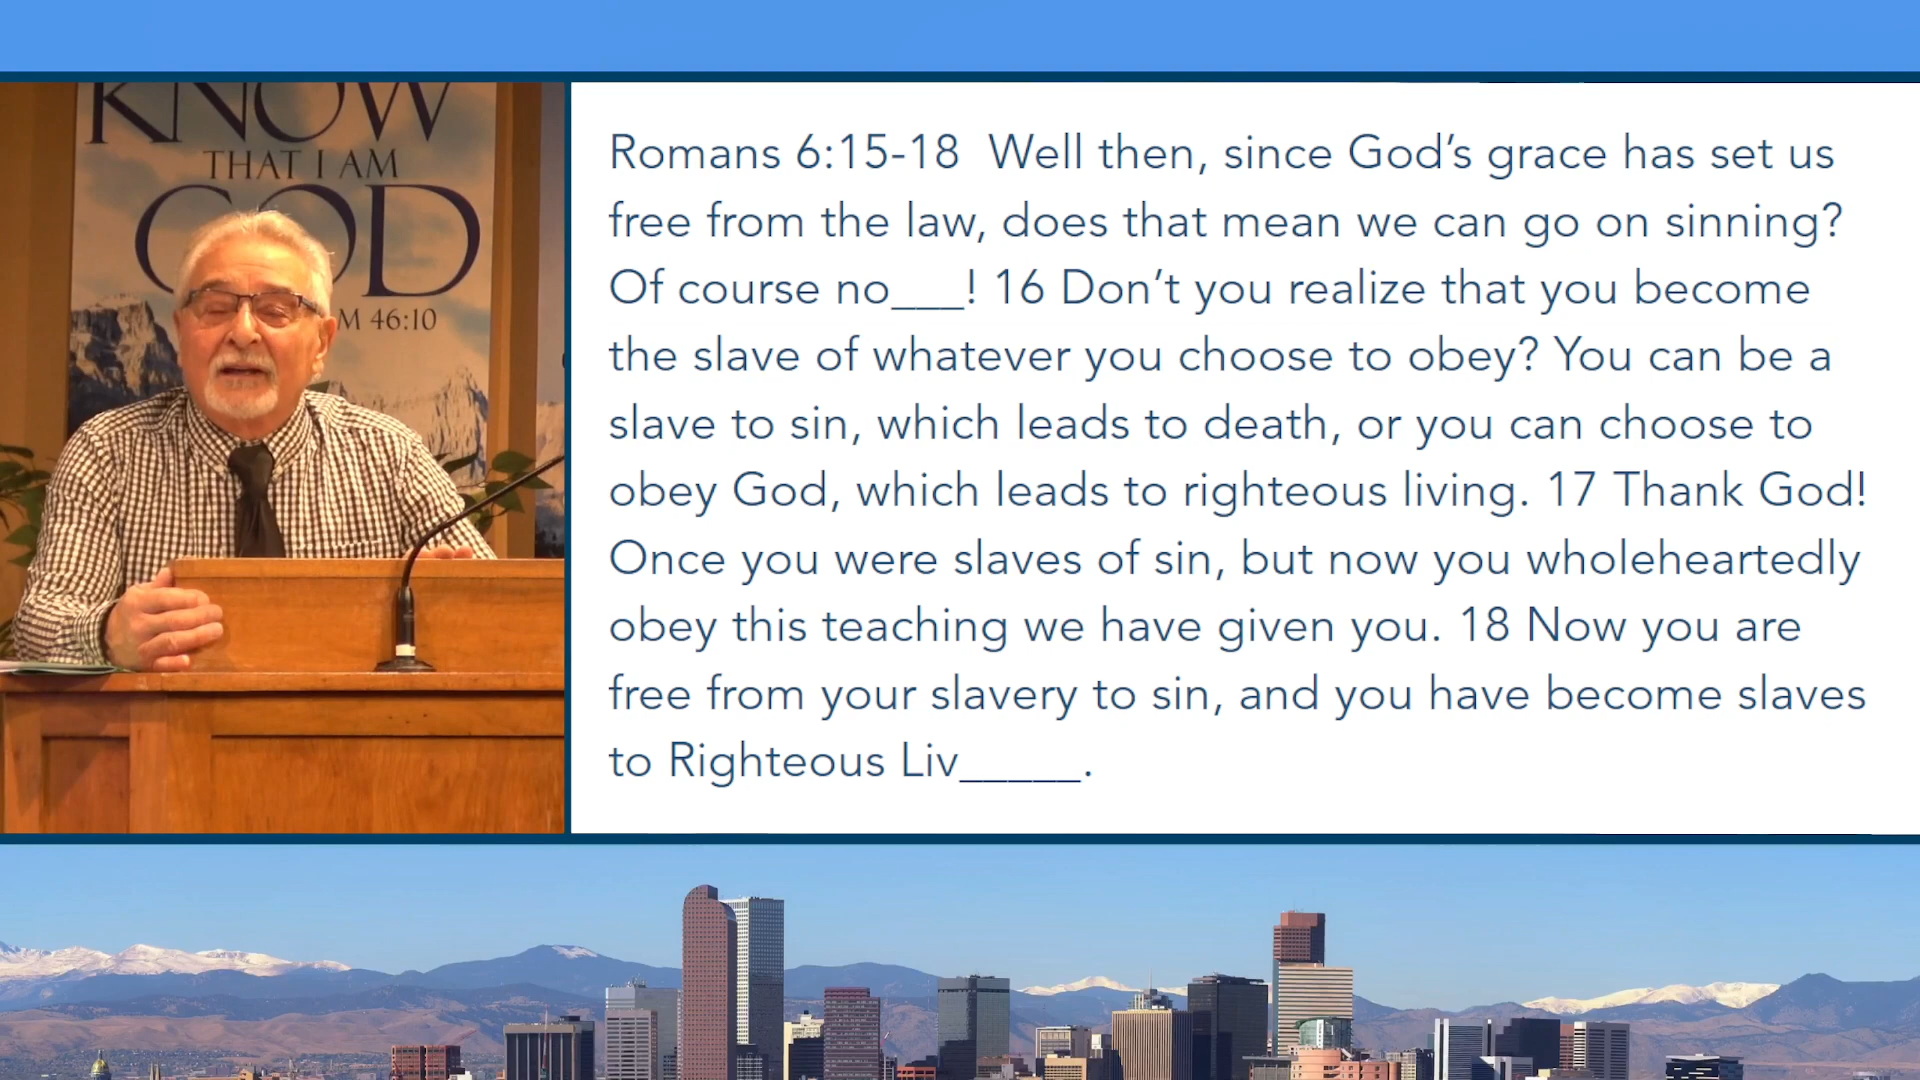 KNOW
THAT I AM
GOD
M 46:10
Romans 6:15-18 Well then, since God’s grace has set us
free from the law, does that mean we can go on sinning?
Of course no___! 16 Don’t you realize that you become
the slave of whatever you choose to obey? You can be a
slave to sin, which leads to death, or you can choose to
obey God, which leads to righteous living. 17 Thank God!
Once you were slaves of sin, but now you wholeheartedly
obey this teaching we have given you. 18 Now you are
free from your slavery to sin, and you have become slaves
to Righteous Liv_____.